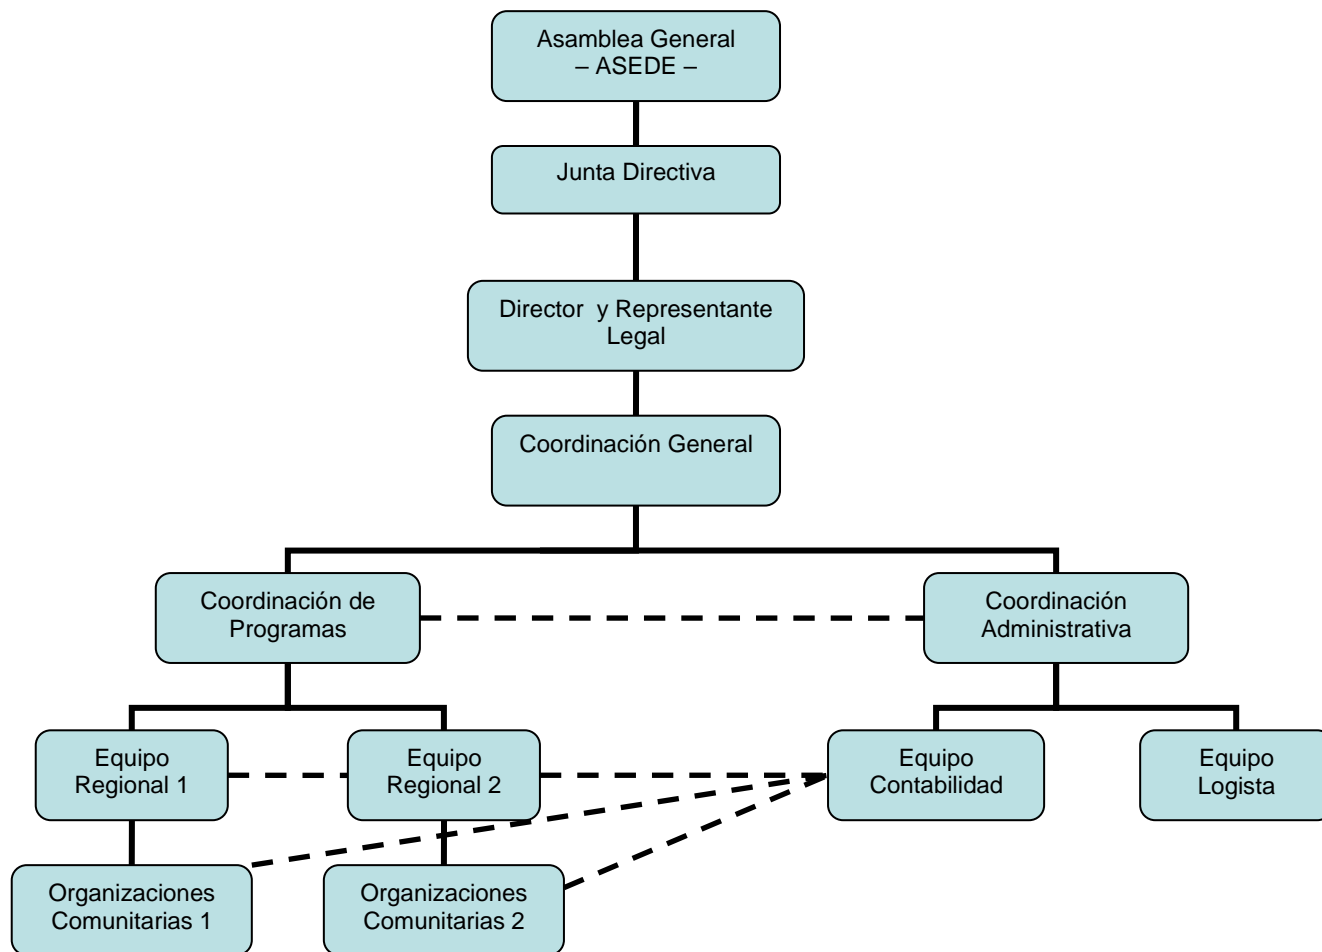 Asamblea General
– ASEDE –
Junta Directiva
Director y Representante
Legal
Coordinación General
Coordinación de
Programas
Coordinación
Administrativa
Equipo
Regional 1
Equipo
Regional 2
Equipo
Contabilidad
Equipo
Logista
Organizaciones
Comunitarias 1
Organizaciones
Comunitarias 2